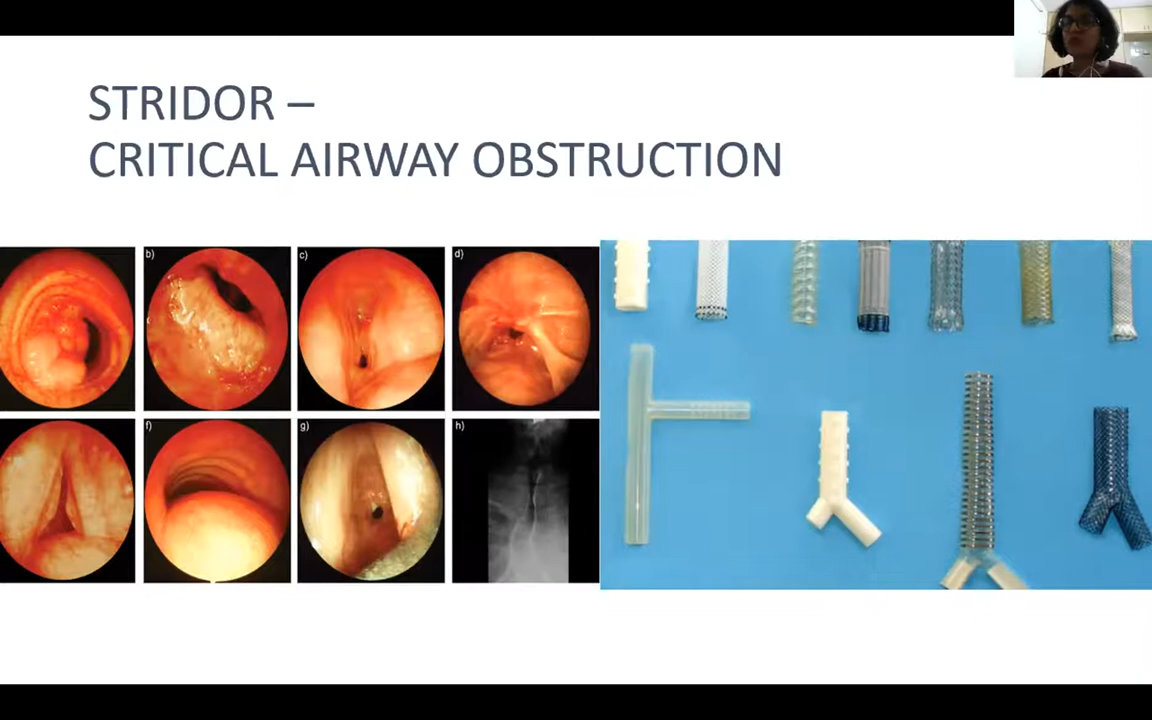 STRIDOR –
CRITICAL AIRWAY OBSTRUCTION
b)
c)
d)
f)
g)
h)